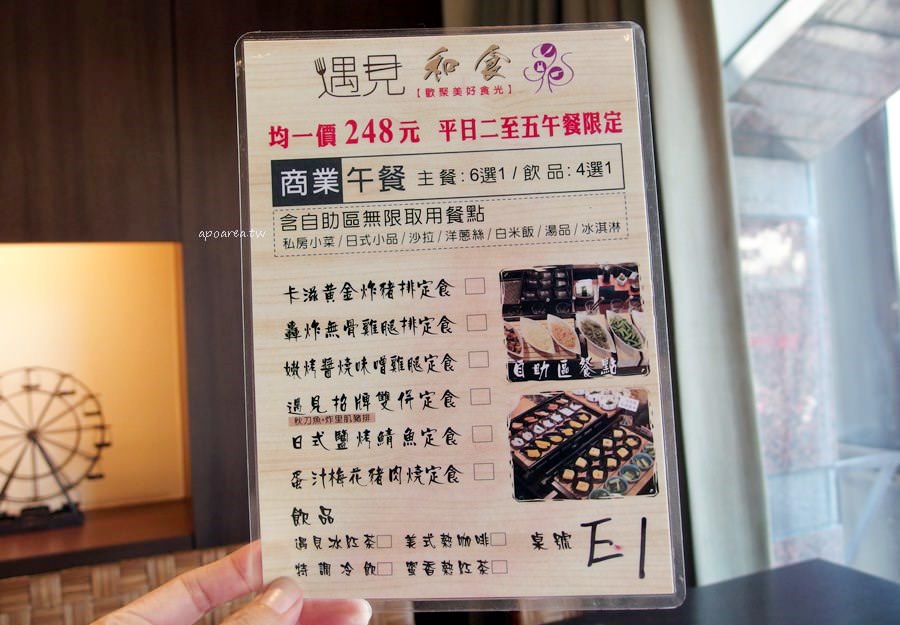 遇見 和食
【歡聚美好食光】
均一價 248元 平日二至五午餐限定
商業午餐 主餐:6選1 / 飲品:4選1
含自助區無限取用餐點
私房小菜 / 日式小品 / 沙拉 / 洋蔥絲 / 白米飯 / 湯品 / 冰淇淋
apoarea.tw
卡滋黃金炸豬排定食
轟炸無骨雞腿排定食
嫩烤醬燒味噌雞腿定食
遇見招牌雙併定食
秋刀魚+炸里肌豬排
日式鹽烤鯖魚定食
蛋汁梅花豬肉燒定食
自助區餐點
飲品
遇見冰紅茶 美式熱咖啡
特調冷飲 蜜香熱紅茶
桌號 E1